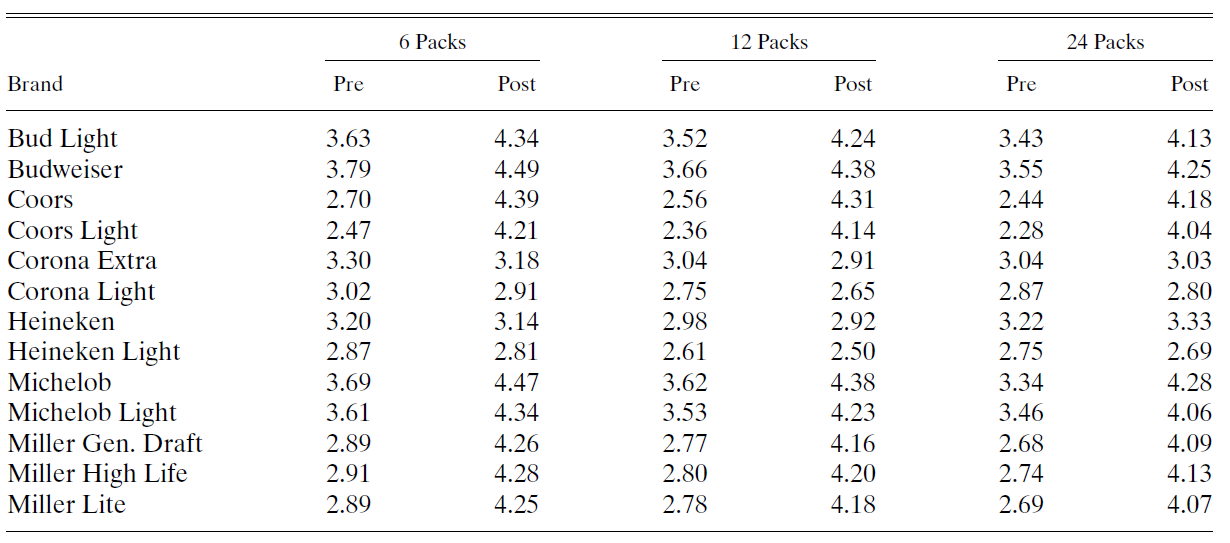 6 Packs 12 Packs 24 Packs
Brand Pre Post Pre Post Pre Post
Bud Light 3.63 4.34 3.52 4.24 3.43 4.13
Budweiser 3.79 4.49 3.66 4.38 3.55 4.25
Coors 2.70 4.39 2.56 4.31 2.44 4.18
Coors Light 2.47 4.21 2.36 4.14 2.28 4.04
Corona Extra 3.30 3.18 3.04 2.91 3.04 3.03
Corona Light 3.02 2.91 2.75 2.65 2.87 2.80
Heineken 3.20 3.14 2.98 2.92 3.22 3.33
Heineken Light 2.87 2.81 2.61 2.50 2.75 2.69
Michelob 3.69 4.47 3.62 4.38 3.34 4.28
Michelob Light 3.61 4.34 3.53 4.23 3.46 4.06
Miller Gen. Draft 2.89 4.26 2.77 4.16 2.68 4.09
Miller High Life 2.91 4.28 2.80 4.20 2.74 4.13
Miller Lite 2.89 4.25 2.78 4.18 2.69 4.07